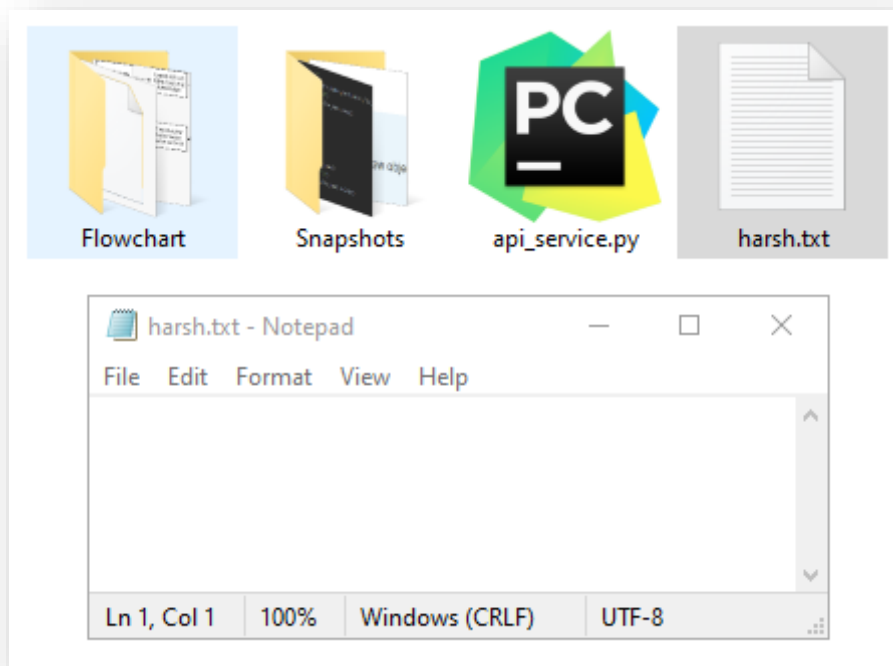 PC
Flowchart Snapshots api_service.py harsh.txt
harsh.txt - Notepad
File Edit Format View Help
Ln 1, Col 1 100% Windows (CRLF) UTF-8